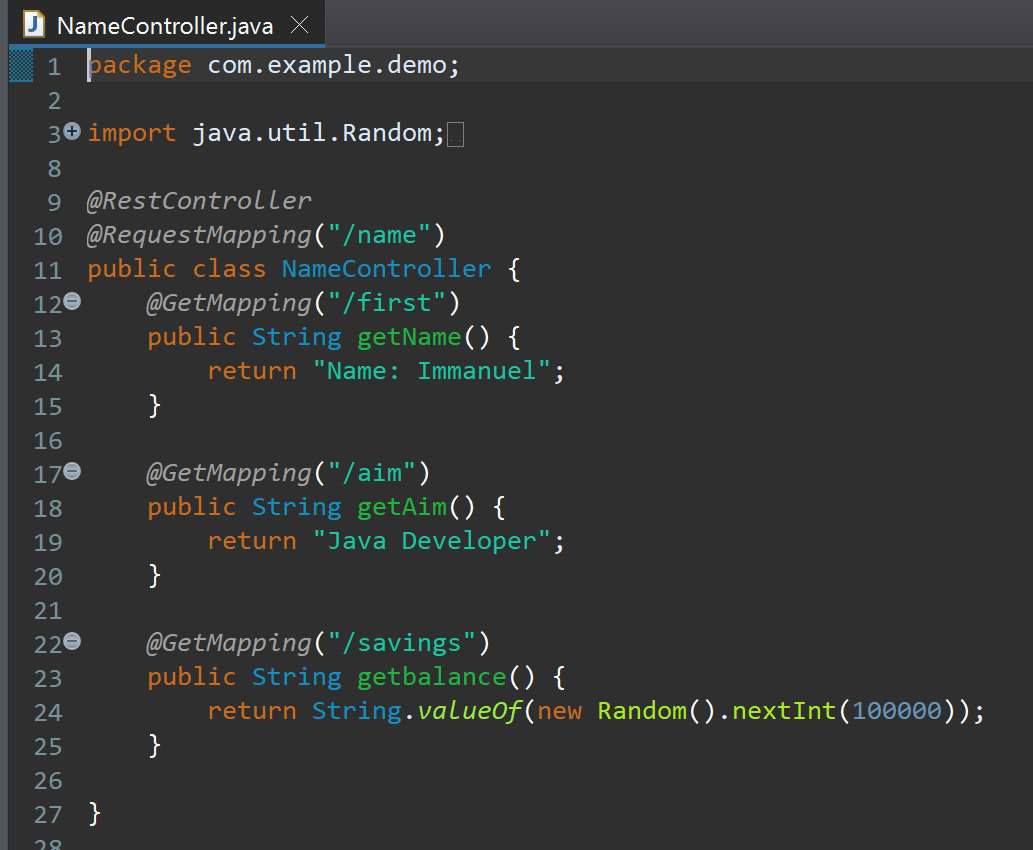 NameController.java
1 package com.example.demo;
2
3 import java.util.Random;
8
9 @RestController
10 @RequestMapping("/name")
11 public class NameController {
12     @GetMapping("/first")
13     public String getName() {
14         return "Name: Immanuel";
15     }
16
17     @GetMapping("/aim")
18     public String getAim() {
19         return "Java Developer";
20     }
21
22     @GetMapping("/savings")
23     public String getbalance() {
24         return String.valueOf(new Random().nextInt(100000));
25     }
26
27 }
28